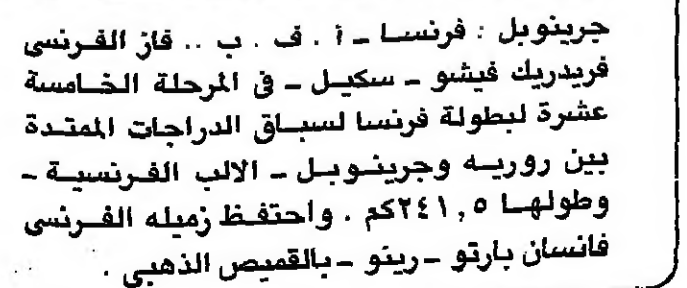 جرينوبل : فرنسا ـ أ . ف . ب .. فاز الفرنسى
فريدريك فيشو ـ سكيل ـ فى المرحلة الخامسة
عشرة لبطولة فرنسا لسباق الدراجات الممتدة
بين روريه وجرينوبل ـ الالب الفرنسية ـ
وطولها ٢٤١,٥كم . واحتفظ زميله الفرنسى
فانسان بارتو ـ رينو ـ بالقميص الذهبى .